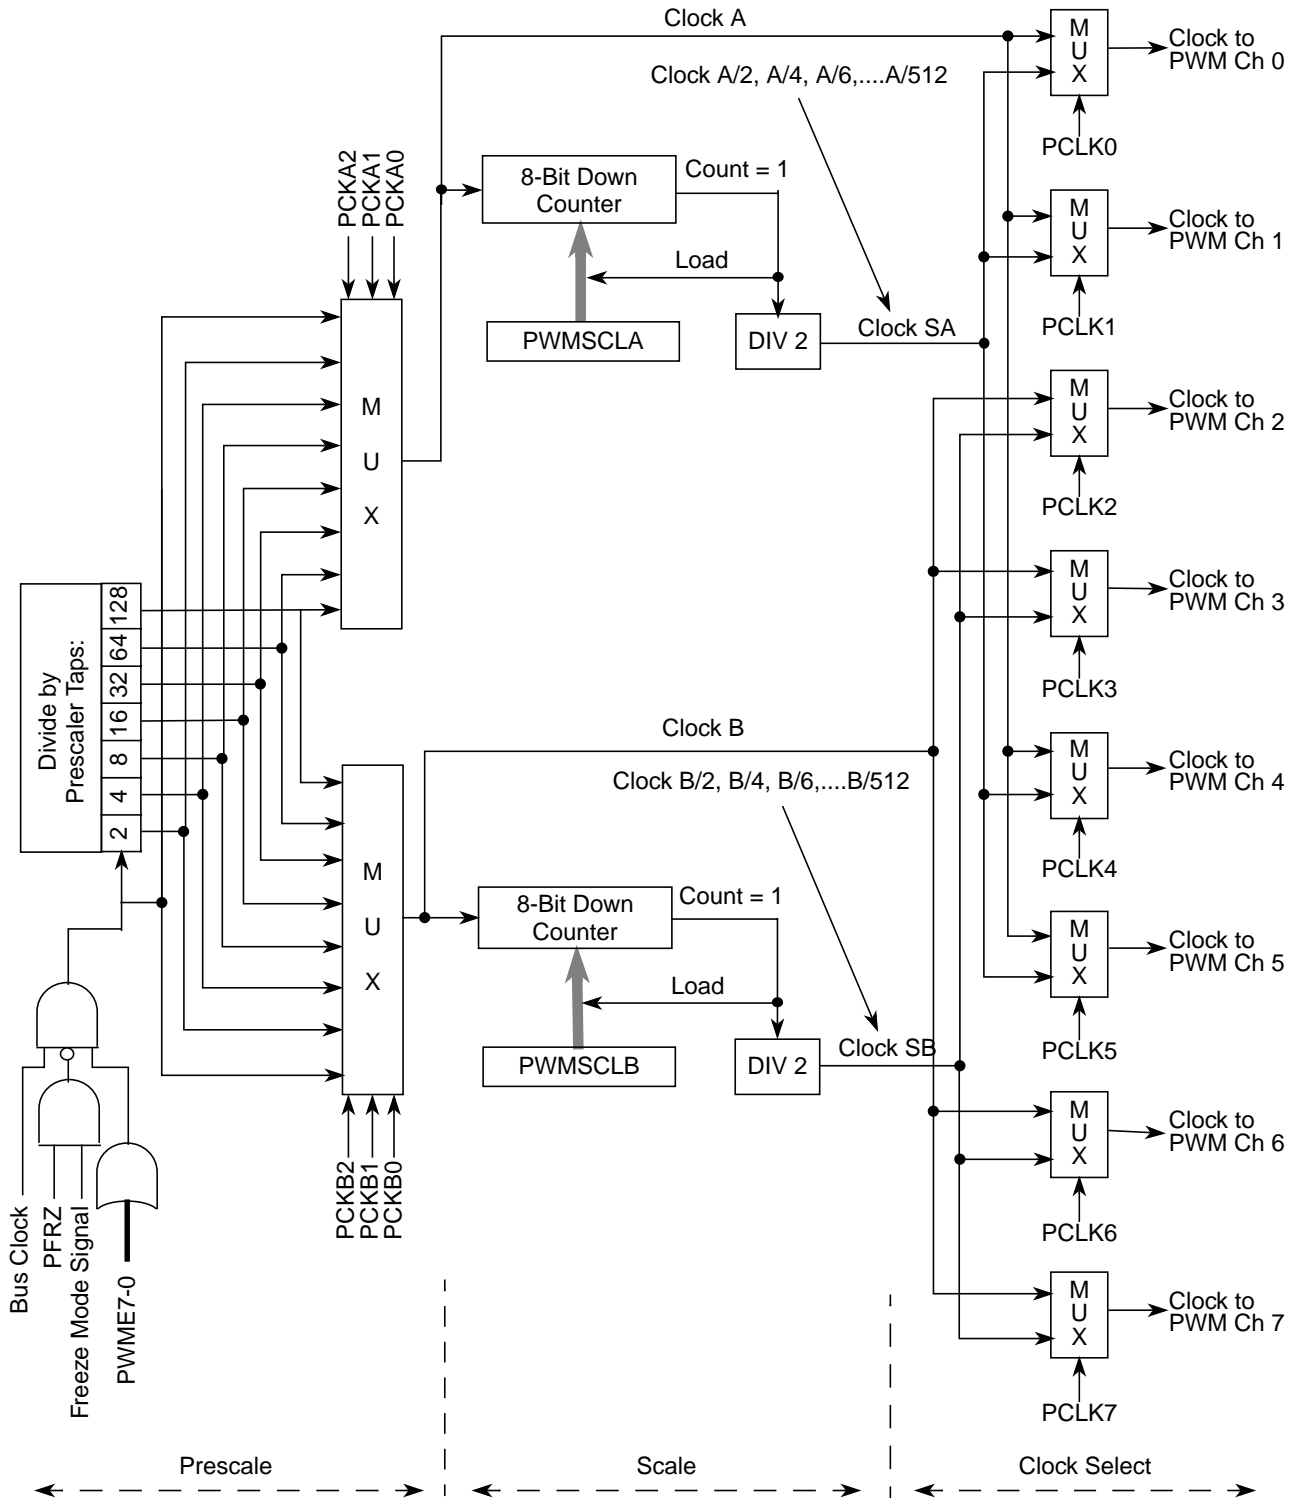 Clock A
Clock A/2, A/4, A/6,....A/512
M
U
X
Clock to
PWM Ch 0
PCLK0
PCKA2
PCKA1
PCKA0
8-Bit Down
Counter
Count = 1
Load
PWMSCLA
DIV 2
Clock SA
M
U
X
Clock to
PWM Ch 1
PCLK1
M
U
X
M
U
X
Clock to
PWM Ch 2
PCLK2
M
U
X
Clock to
PWM Ch 3
PCLK3
Divide by
Prescaler Taps:
128
64
32
16
8
4
2
Clock B
Clock B/2, B/4, B/6,....B/512
M
U
X
Clock to
PWM Ch 4
PCLK4
M
U
X
8-Bit Down
Counter
Count = 1
Load
PWMSCLB
DIV 2
Clock SB
M
U
X
Clock to
PWM Ch 5
PCLK5
PCKB2
PCKB1
PCKB0
M
U
X
Clock to
PWM Ch 6
PCLK6
Bus Clock
PFRZ
Freeze Mode Signal
PWME7-0
M
U
X
Clock to
PWM Ch 7
PCLK7
Prescale
Scale
Clock Select